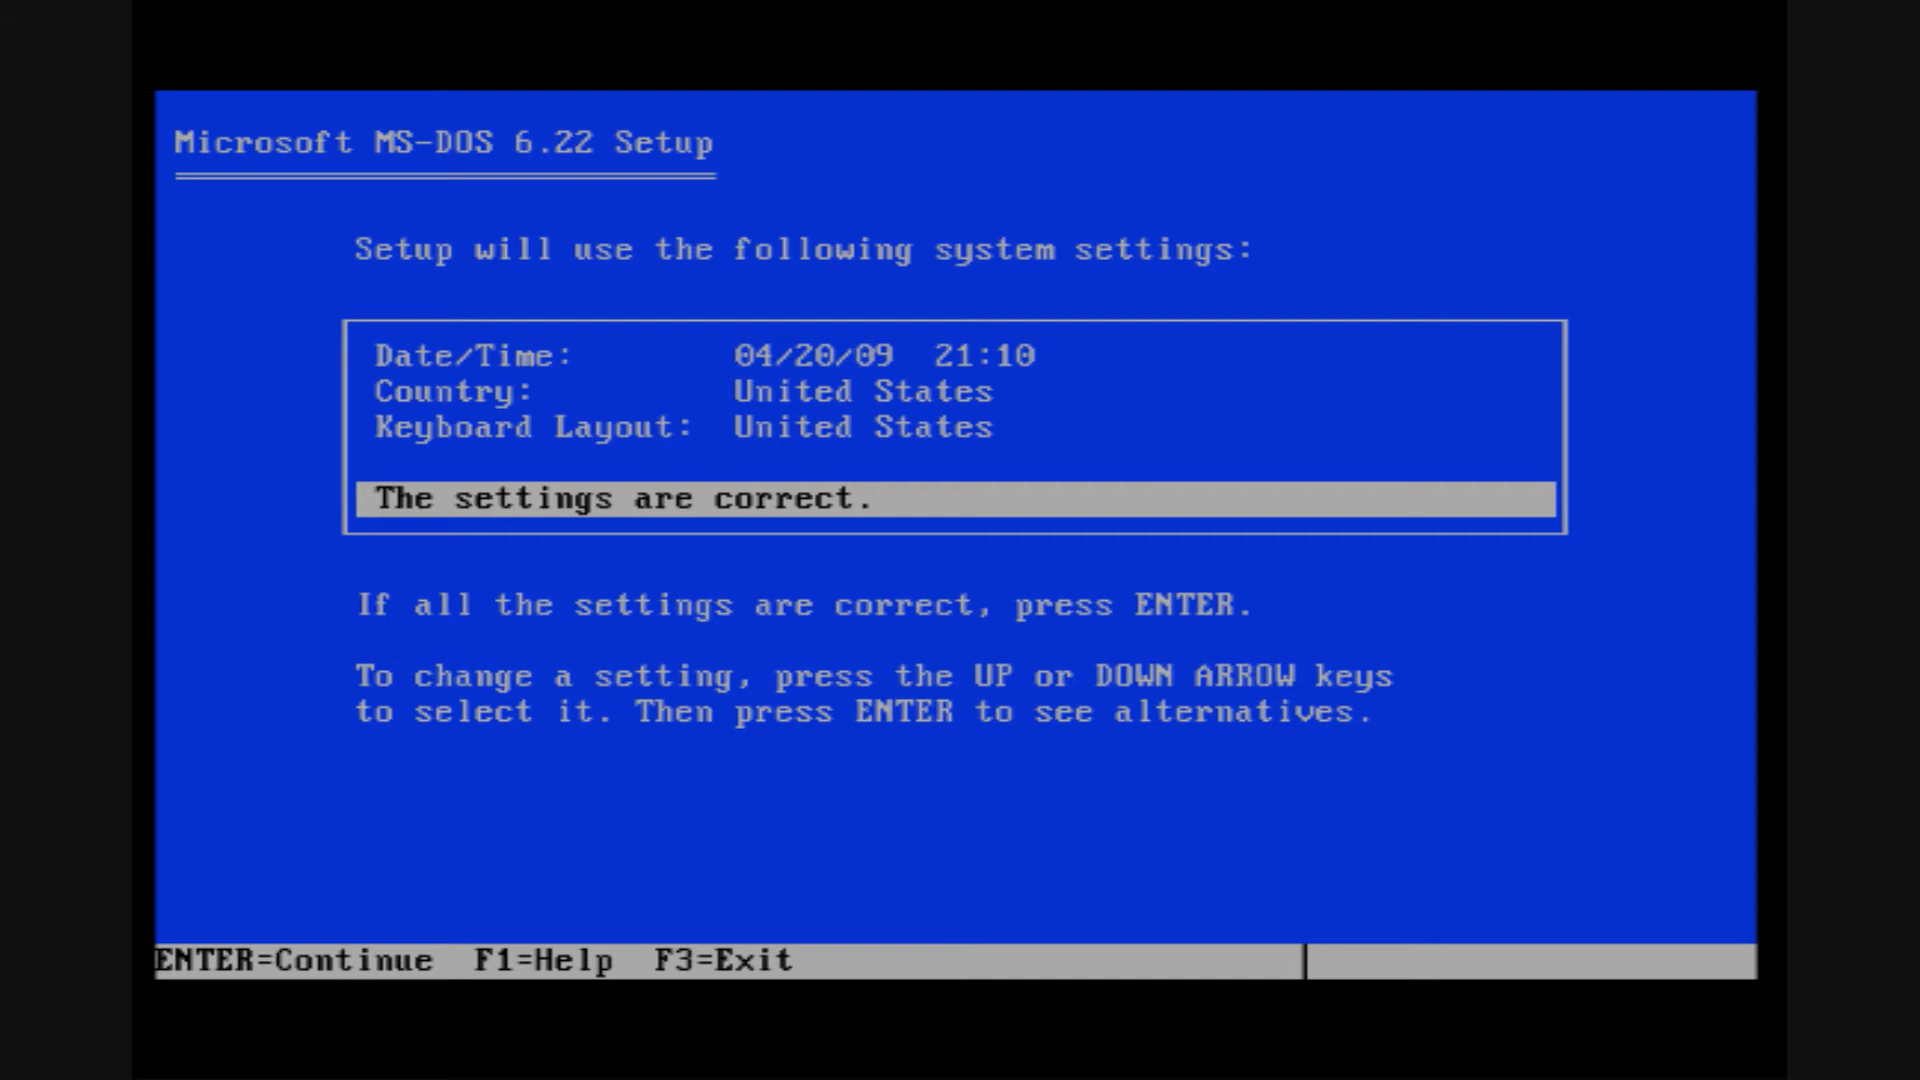 Microsoft MS-DOS 6.22 Setup
Setup will use the following system settings:
Date/Time: 04/20/09 21:10
Country: United States
Keyboard Layout: United States
The settings are correct.
If all the settings are correct, press ENTER.
To change a setting, press the UP or DOWN ARROW keys
to select it. Then press ENTER to see alternatives.
ENTER=Continue F1=Help F3=Exit